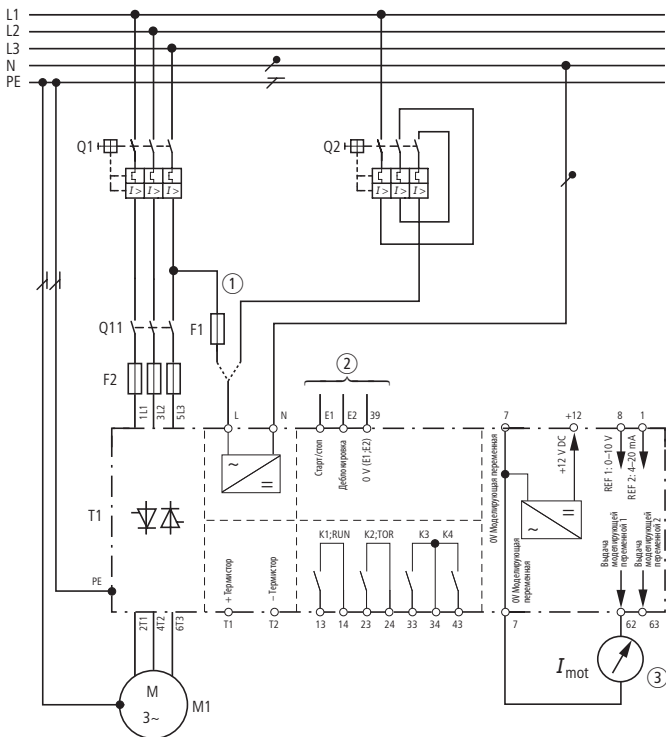 L1
L2
L3
N
PE
Q1
I>
I>
I>
Q2
I>
I>
I>
1
Q11
F1
F2
2
1L1
3L2
5L3
L
N
E1
E2
39
7
+12
8
1
~
=
Старт/стоп
Деблокировка
0 V (E1;E2)
0V Моделирующая переменная
+12 V DC
REF 1: 0–10 V
REF 2: 4–20 mA
~
=
T1
PE
+ Термистор
– Термистор
K1;RUN
K2;TOR
K3
K4
0V Моделирующая
переменная
Выдача
моделирующей
переменной 1
Выдача
моделирующей
переменной 2
2T1
4T2
6T3
T1
T2
13
14
23
24
33
34
43
7
62
63
M
3~
M1
I mot
3